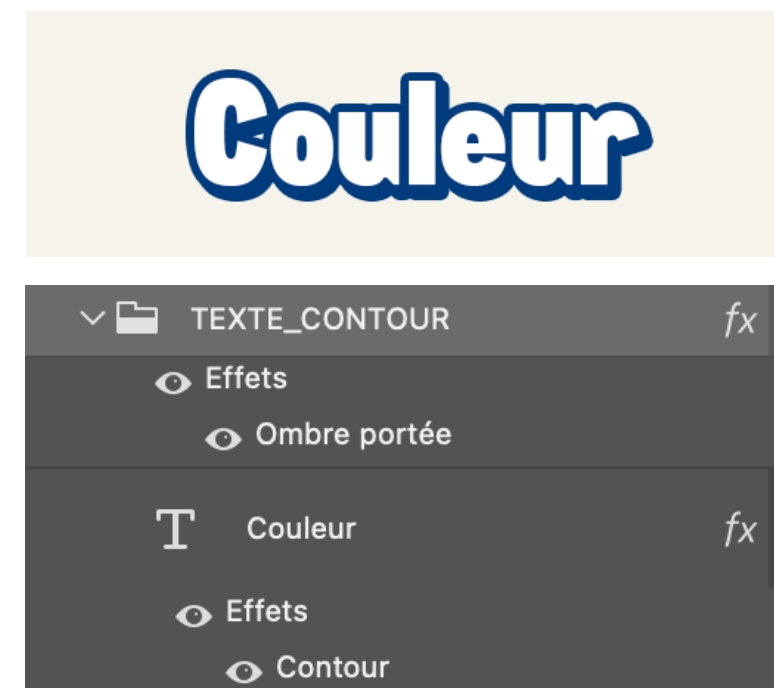 Couleur
TEXTE_CONTOUR fx
Effets
Ombre portée
T Couleur fx
Effets
Contour